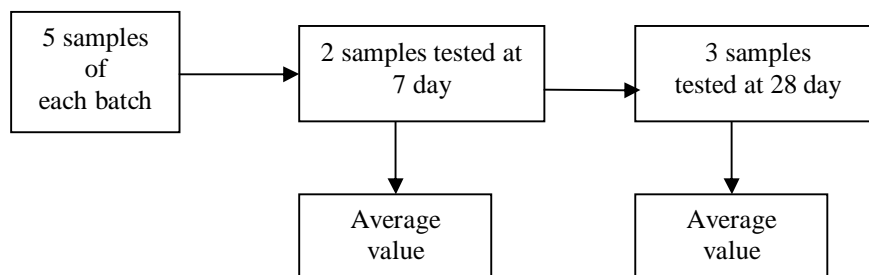 5 samples
of
each batch
2 samples tested at
7 day
3 samples
tested at 28 day
Average
value
Average
value